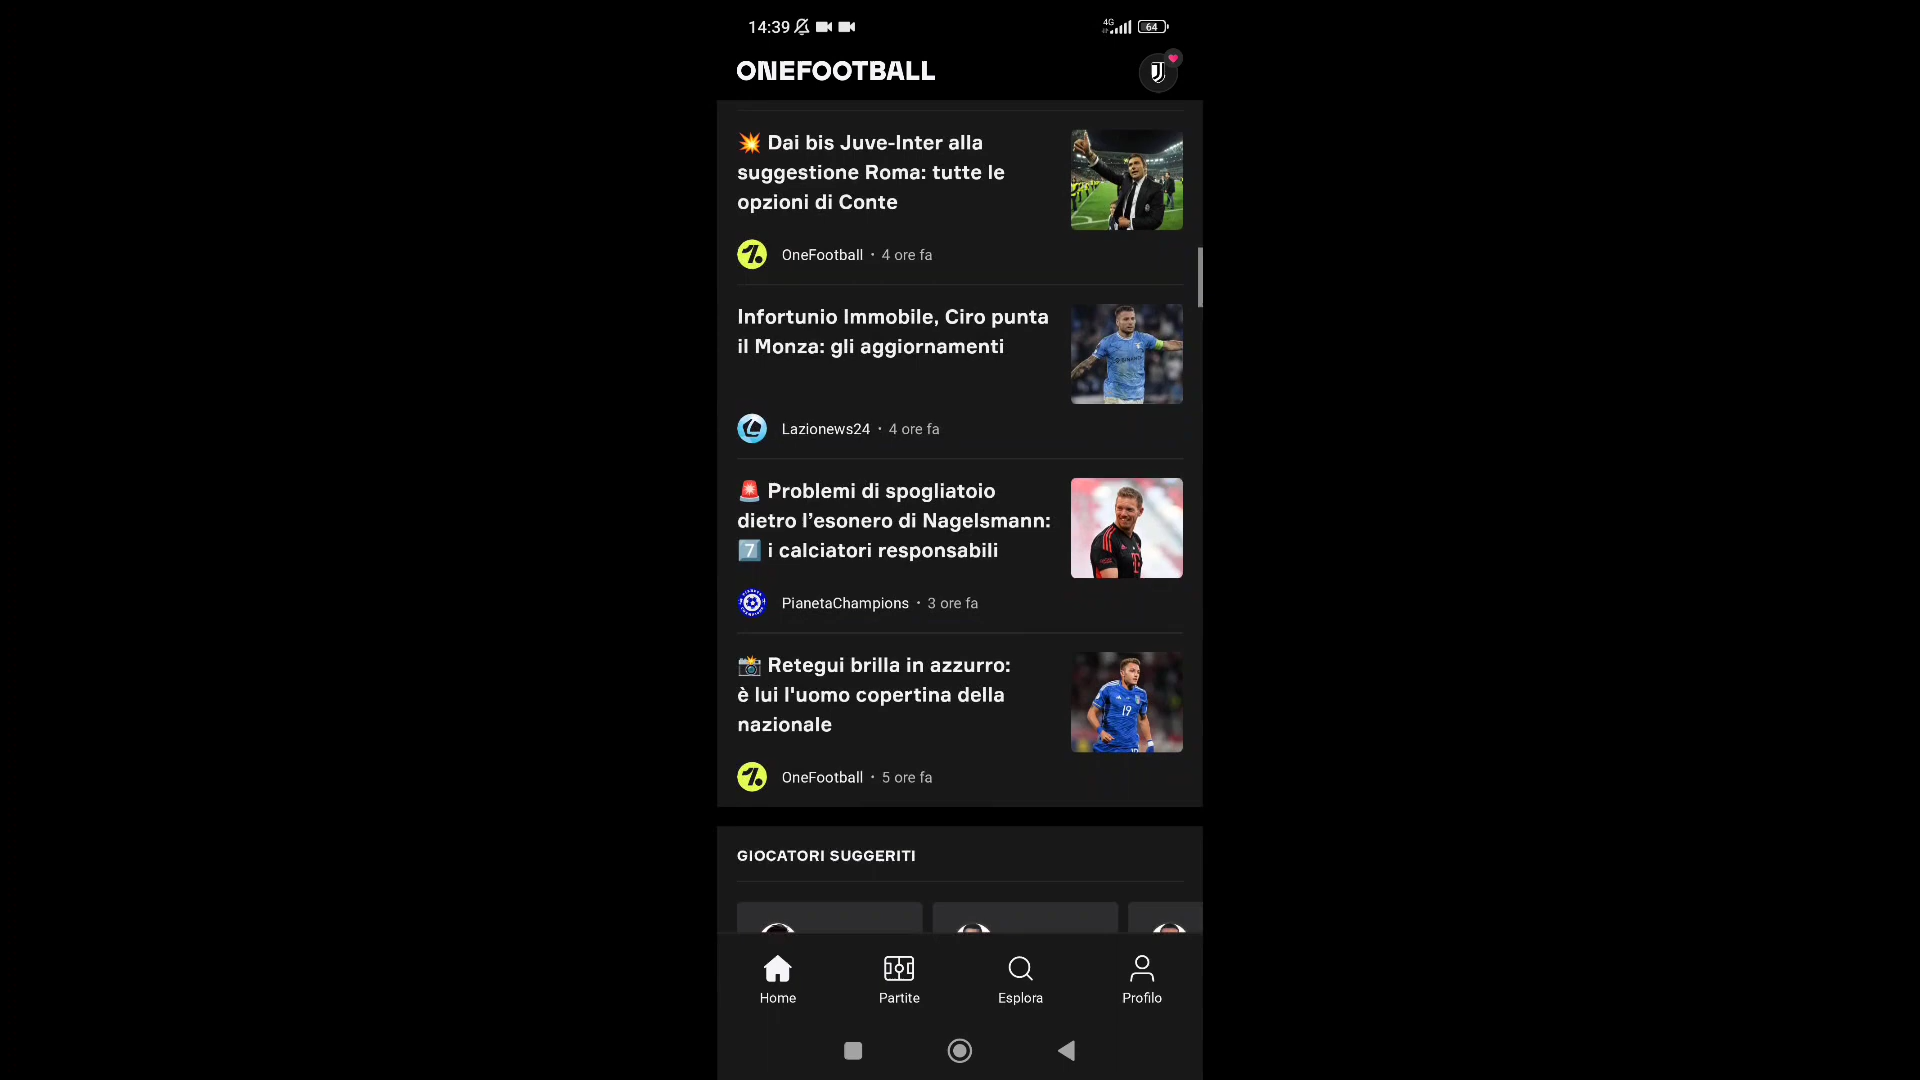 14:39
4G
64
ONEFOOTBALL
💥 Dai bis Juve-Inter alla
suggestione Roma: tutte le
opzioni di Conte
OneFootball • 4 ore fa
Infortunio Immobile, Ciro punta
il Monza: gli aggiornamenti
Lazionews24 • 4 ore fa
🚨 Problemi di spogliatoio
dietro l’esonero di Nagelsmann:
7️⃣ i calciatori responsabili
PianetaChampions • 3 ore fa
📸 Retegui brilla in azzurro:
è lui l'uomo copertina della
nazionale
19
OneFootball • 5 ore fa
GIOCATORI SUGGERITI
Home
Partite
Esplora
Profilo